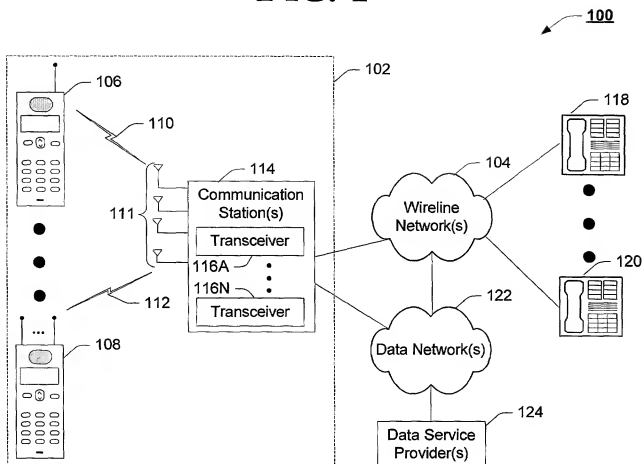 100
102
106
110
118
114
104
Communication
Station(s)
111
Wireline
Network(s)
Transceiver
116A
120
122
116N
112
Transceiver
108
Data Network(s)
124
Data Service
Provider(s)